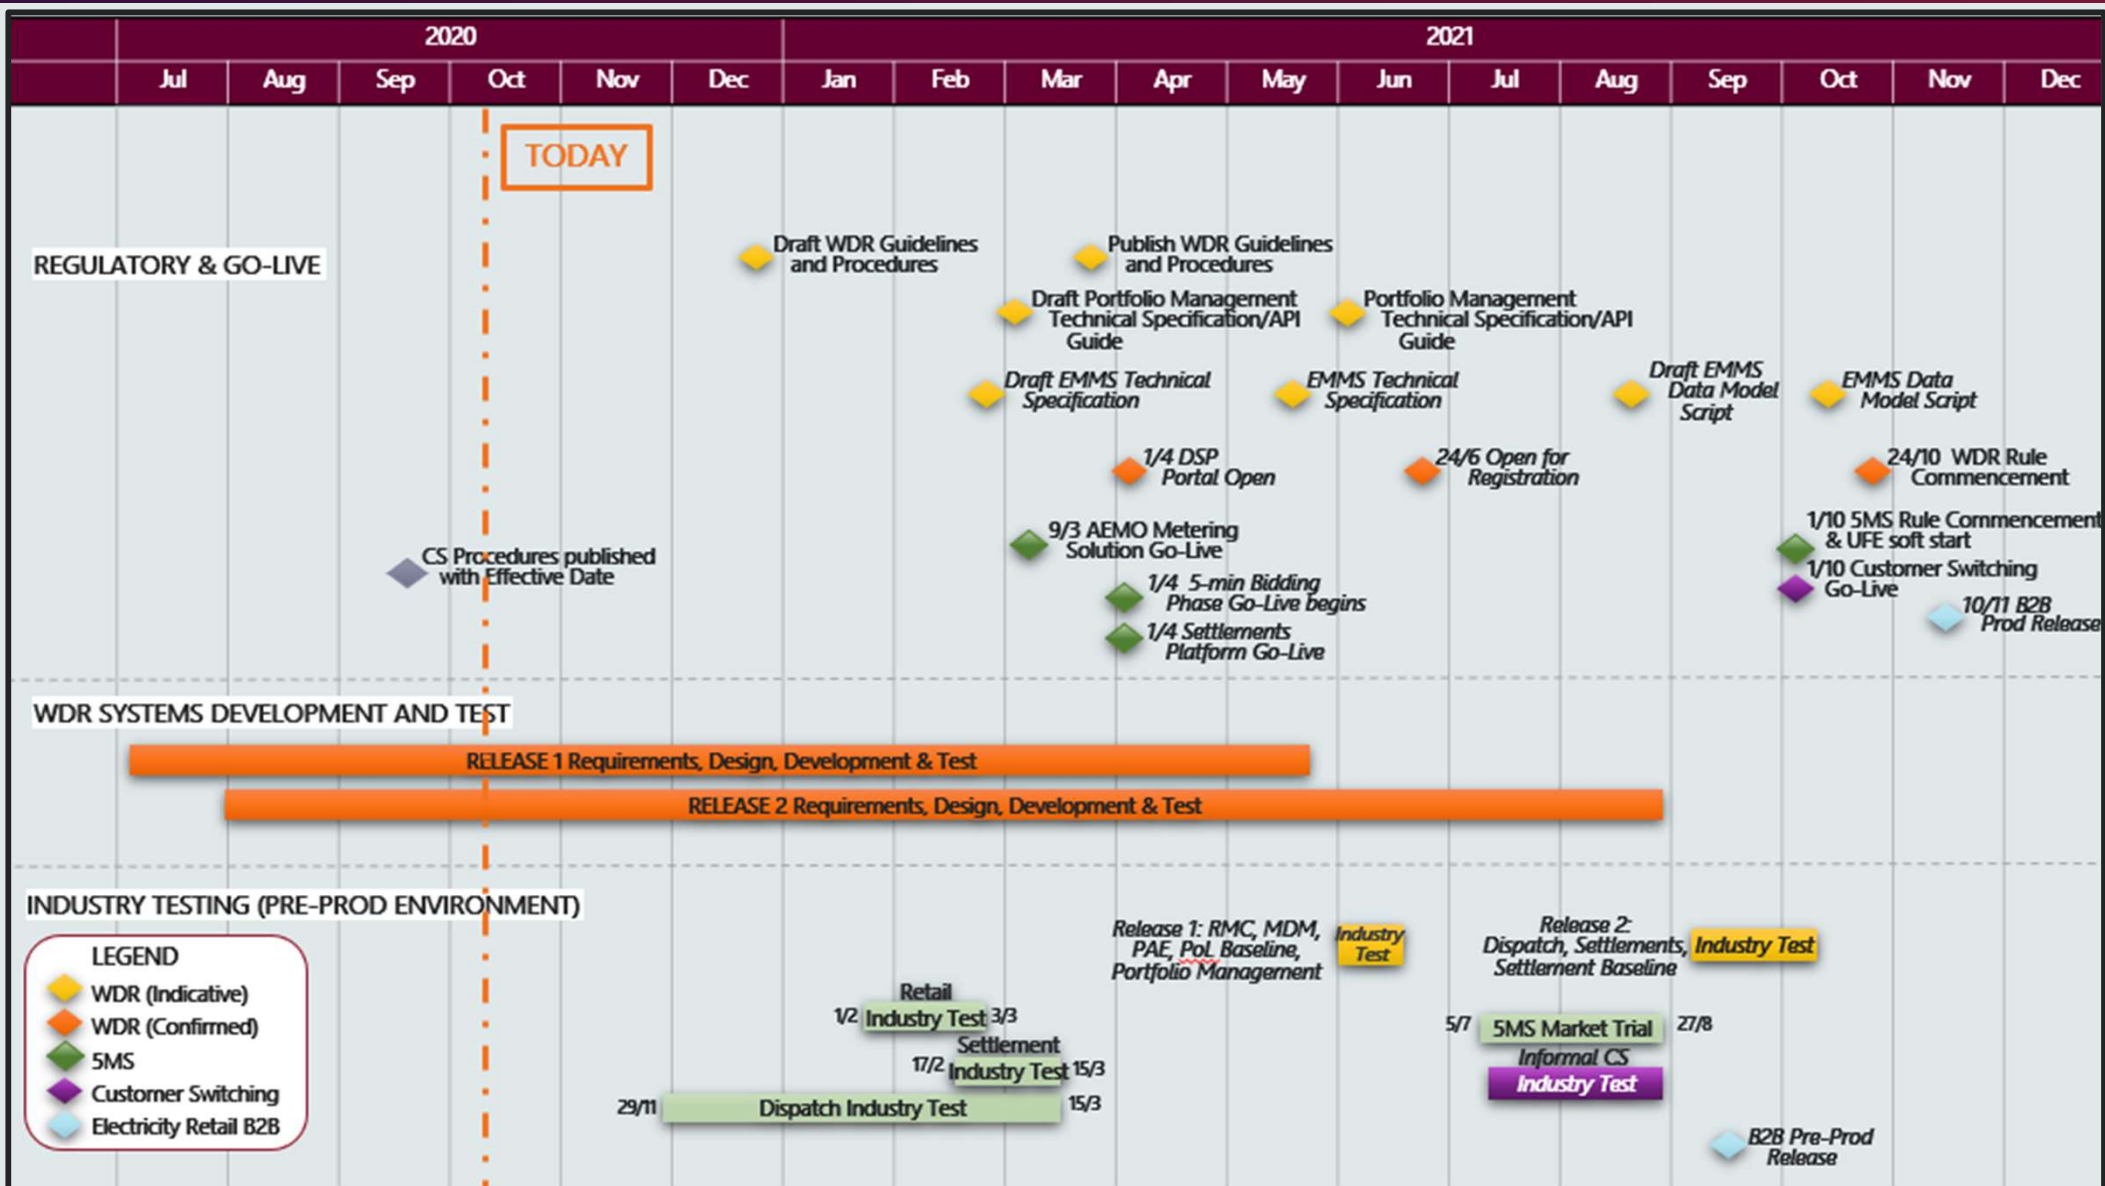 2020
2021
Jul Aug Sep Oct Nov Dec Jan Feb Mar Apr May Jun Jul Aug Sep Oct Nov Dec
TODAY
REGULATORY & GO-LIVE
Draft WDR Guidelines
and Procedures
Publish WDR Guidelines
and Procedures
Draft Portfolio Management
Technical Specification/API
Guide
Portfolio Management
Technical Specification/API
Guide
Draft EMMS Technical
Specification
EMMS Technical
Specification
Draft EMMS
Data Model
Script
EMMS Data
Model Script
1/4 DSP
Portal Open
24/6 Open for
Registration
24/10 WDR Rule
Commencement
9/3 AEMO Metering
Solution Go-Live
1/10 5MS Rule Commencement
& UFE soft start
CS Procedures published
with Effective Date
1/10 Customer Switching
Go-Live
1/4 5-min Bidding
Phase Go-Live begins
10/11 B2B
Prod Release
1/4 Settlements
Platform Go-Live
WDR SYSTEMS DEVELOPMENT AND TEST
RELEASE 1 Requirements, Design, Development & Test
RELEASE 2 Requirements, Design, Development & Test
INDUSTRY TESTING (PRE-PROD ENVIRONMENT)
Release 1: RMC, MDM,
PAE, PoL Baseline,
Portfolio Management
Industry
Test
Release 2:
Dispatch, Settlements,
Settlement Baseline
Industry Test
LEGEND
WDR (Indicative)
WDR (Confirmed)
5MS
Customer Switching
Electricity Retail B2B
Retail
1/2 Industry Test 3/3
Settlement
17/2 Industry Test 15/3
29/11 Dispatch Industry Test 15/3
5/7 5MS Market Trial 27/8
Informal CS
Industry Test
B2B Pre-Prod
Release